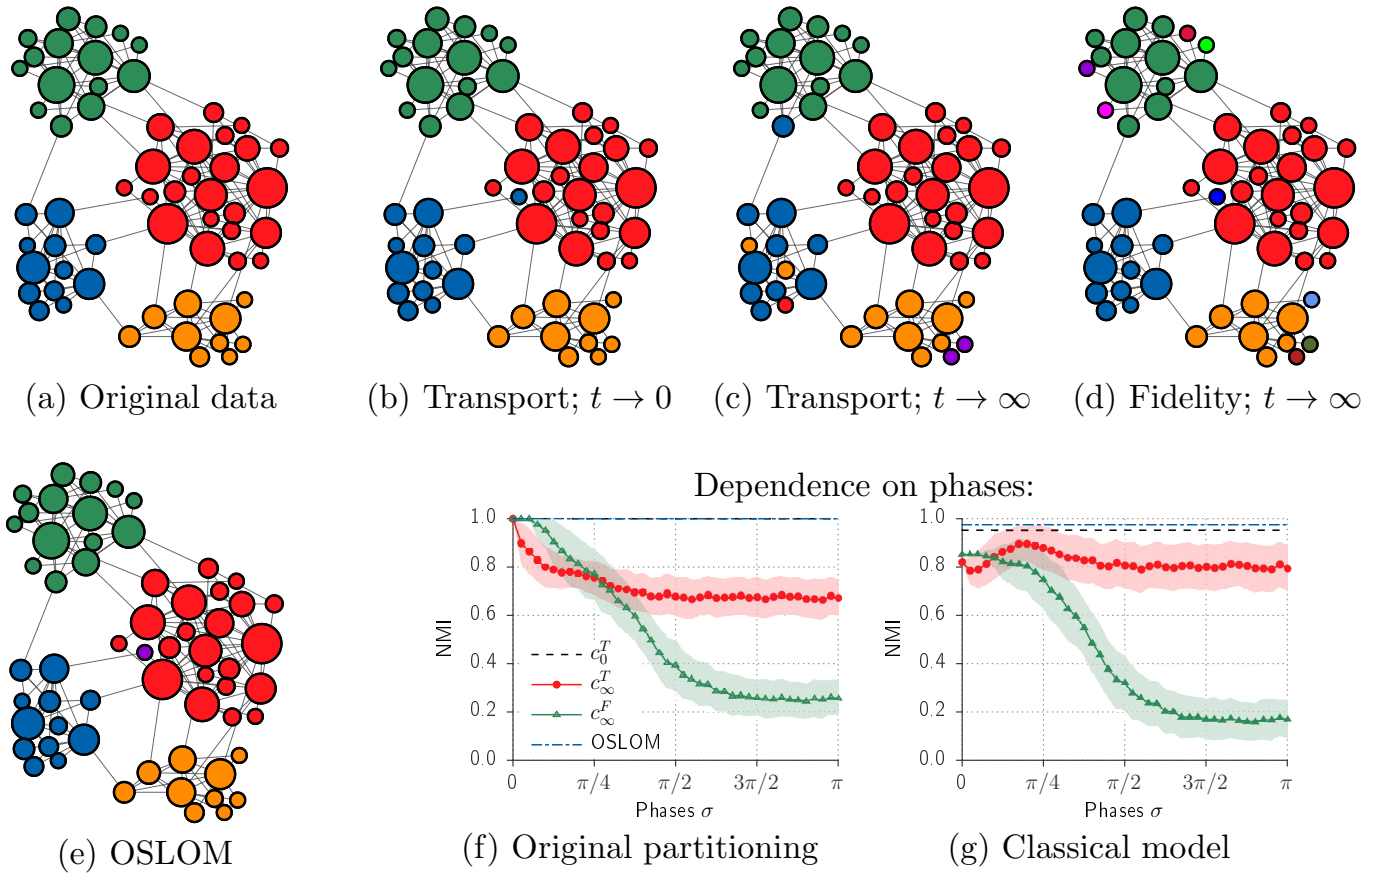 (a) Original data
(b) Transport; t → 0
(c) Transport; t → ∞
(d) Fidelity; t → ∞
(e) OSLOM
Dependence on phases:
1.0
0.8
0.6
0.4
0.2
0.0
NMI
c_0^T
c_∞^T
c_∞^F
OSLOM
0 π/4 π/2 3π/2 π
Phases σ
(f) Original partitioning
1.0
0.8
0.6
0.4
0.2
0.0
NMI
0 π/4 π/2 3π/2 π
Phases σ
(g) Classical model